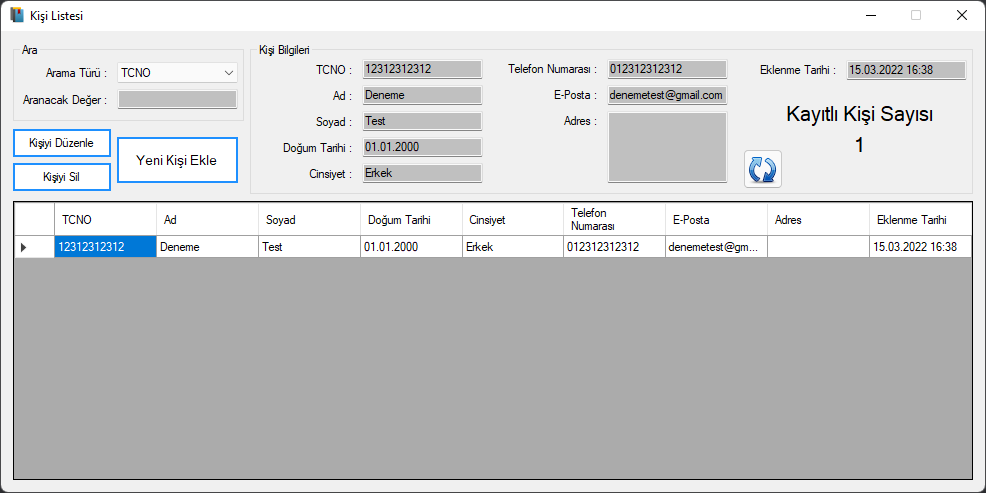 Kişi Listesi
Ara
Arama Türü : TCNO
Aranacak Değer :
Kişiyi Düzenle
Kişiyi Sil
Yeni Kişi Ekle
Kişi Bilgileri
TCNO : 12312312312
Ad : Deneme
Soyad : Test
Doğum Tarihi : 01.01.2000
Cinsiyet : Erkek
Telefon Numarası : 012312312312
E-Posta : denemetest@gmail.com
Adres :
Eklenme Tarihi : 15.03.2022 16:38
Kayıtlı Kişi Sayısı
1
TCNO Ad Soyad Doğum Tarihi Cinsiyet Telefon Numarası E-Posta Adres Eklenme Tarihi
12312312312 Deneme Test 01.01.2000 Erkek 012312312312 denemetest@gm... 15.03.2022 16:38